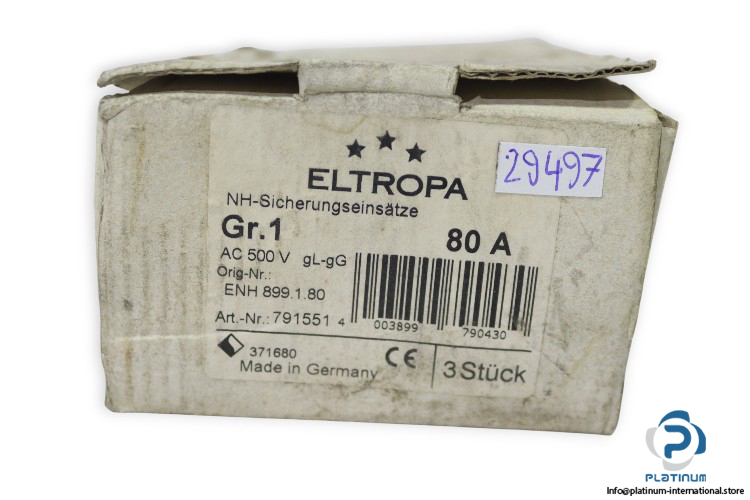 ELTROPA
29497
NH-Sicherungseinsätze
Gr.1 80 A
AC 500 V gL-gG
Orig-Nr.:
ENH 899.1.80
Art.-Nr.: 791551
4 003899 790430
371680
CE
Made in Germany
3 Stück
PLATINUM
Info@platinum-international.store